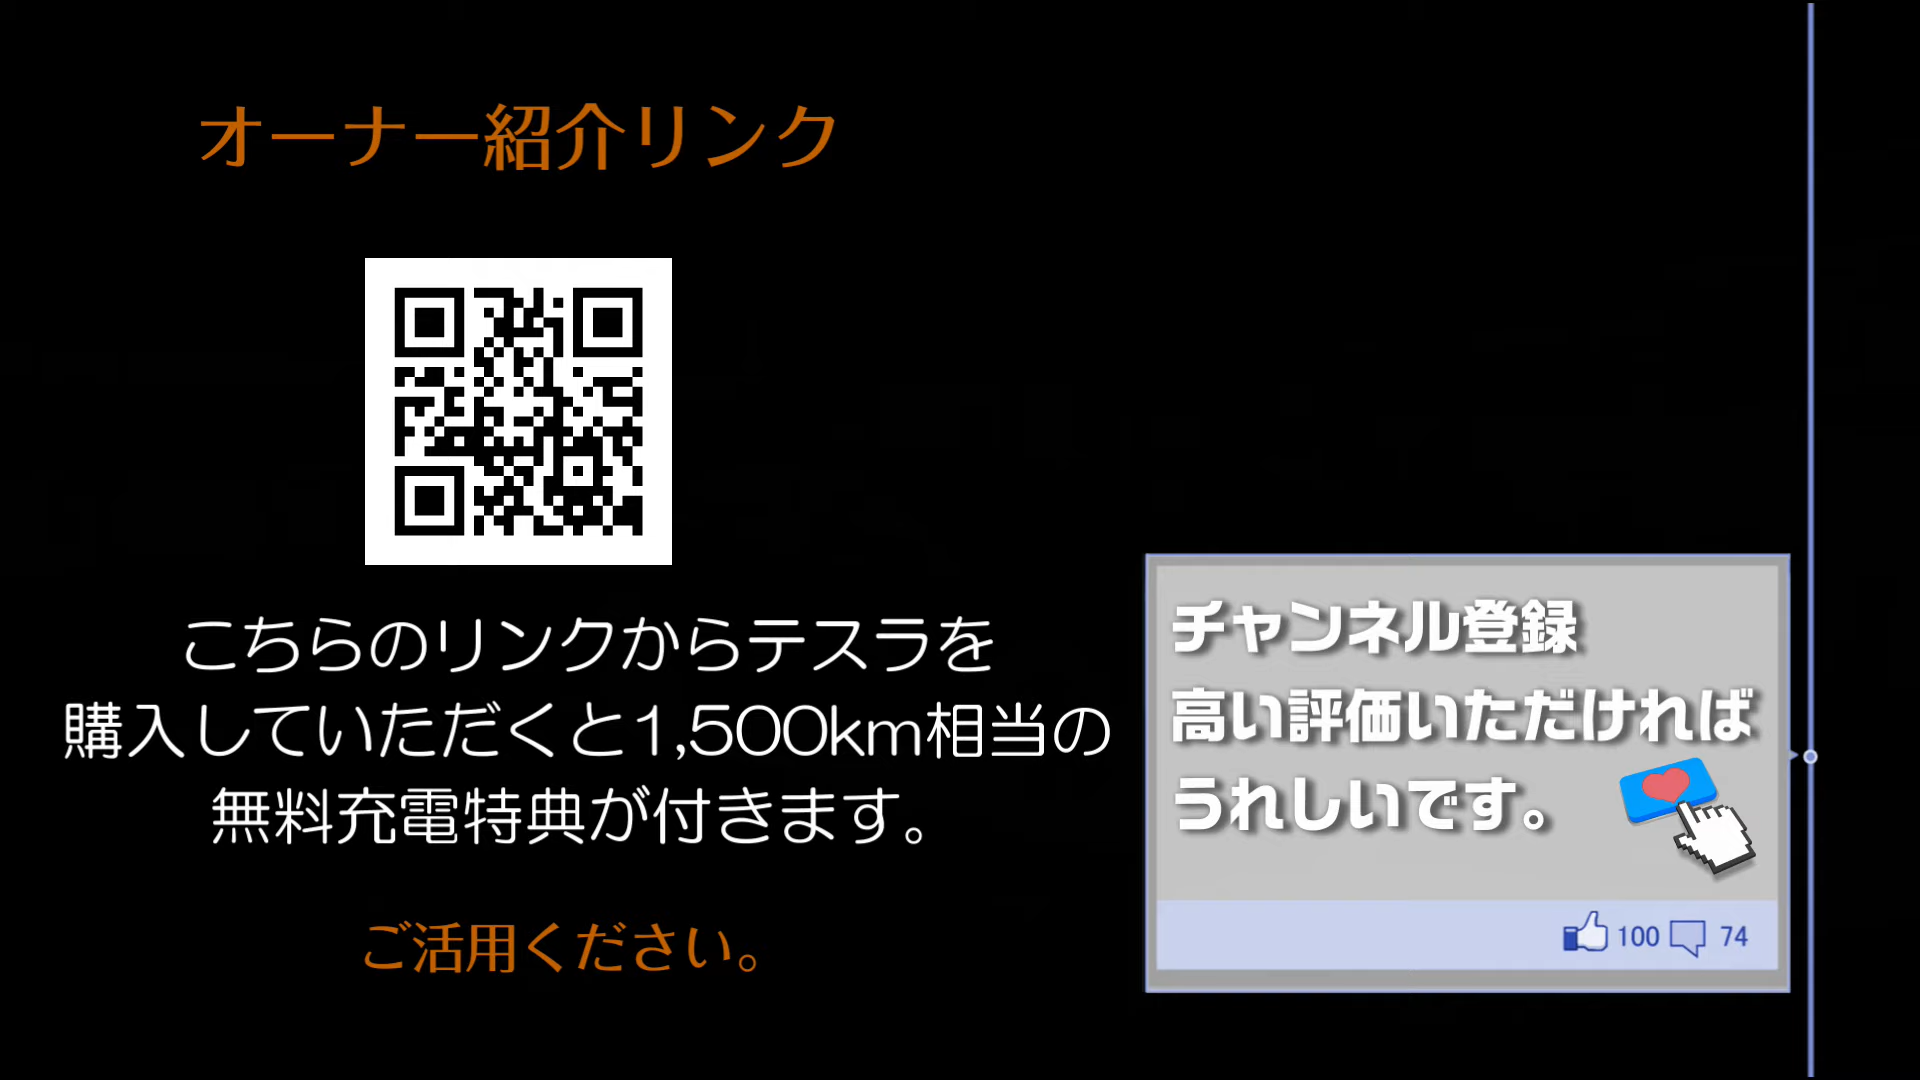 オーナー紹介リンク
こちらのリンクからテスラを
購入していただくと1,500km相当の
無料充電特典が付きます。
ご活用ください。
チャンネル登録
高い評価いただければ
うれしいです。
100 74